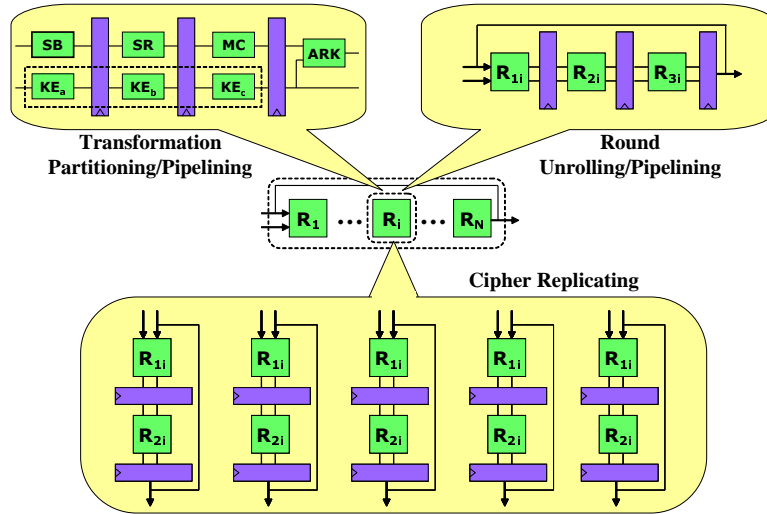 SB SR MC ARK
KEa KEb KEc
R1i R2i R3i
Transformation
Partitioning/Pipelining
Round
Unrolling/Pipelining
R1 ... Ri ... RN
Cipher Replicating
R1i R1i R1i R1i R1i
R2i R2i R2i R2i R2i